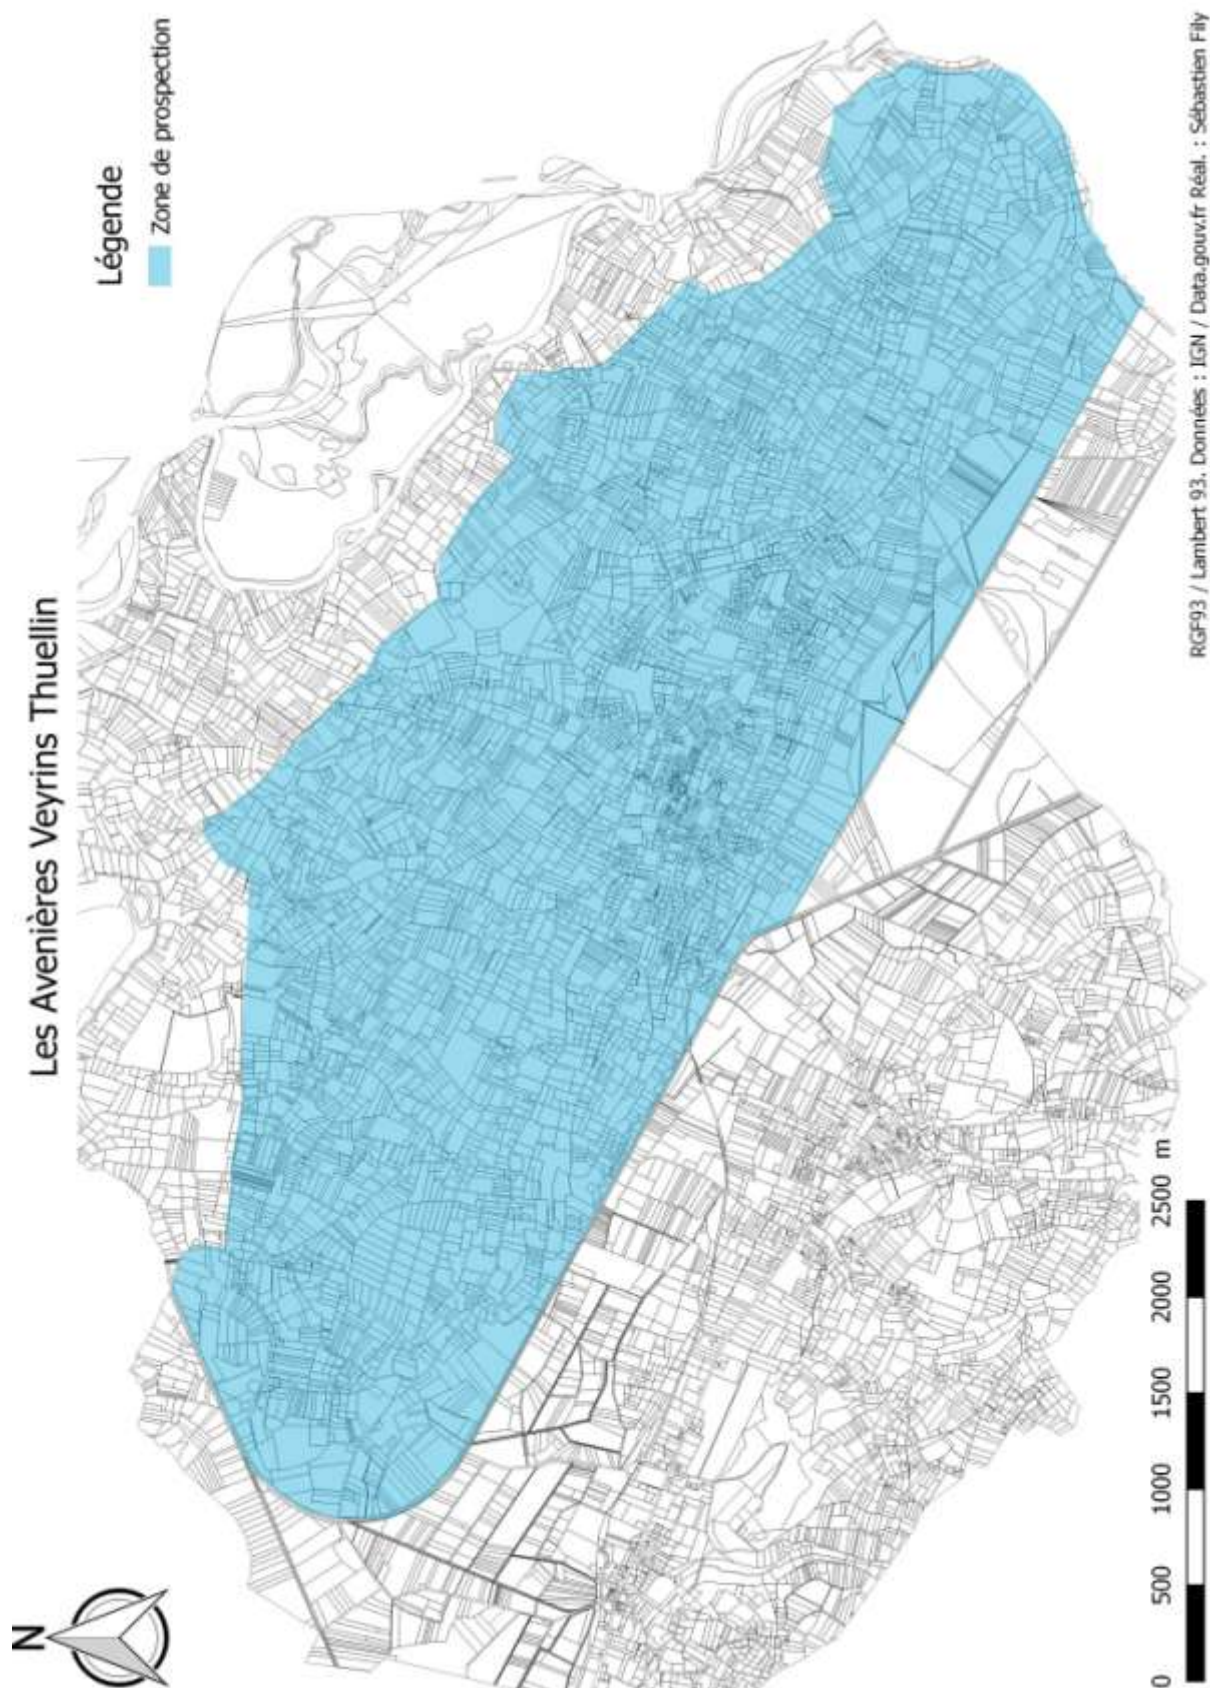 Les Avenières Veyrins Thuellin
Légende
Zone de prospection
N
0 500 1000 1500 2000 2500 m
RGF93 / Lambert 93. Données : IGN / Data.gouv.fr Réal. : Sébastien Fily